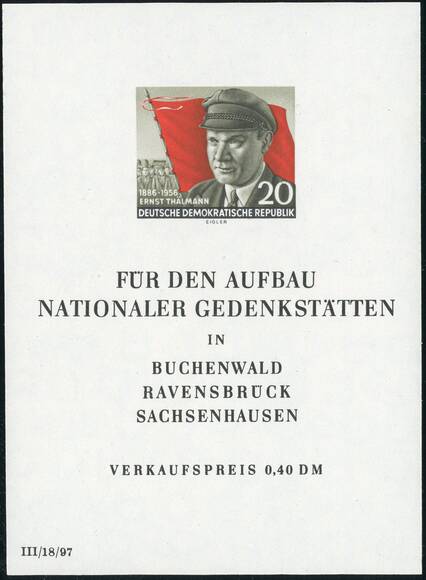 1886-1956
ERNST THÄLMANN
20
DEUTSCHE DEMOKRATISCHE REPUBLIK
EIGLER
FÜR DEN AUFBAU
NATIONALER GEDENKSTÄTTEN
IN
BUCHENWALD
RAVENSBRÜCK
SACHSENHAUSEN
VERKAUFSPREIS 0,40 DM
III/18/97